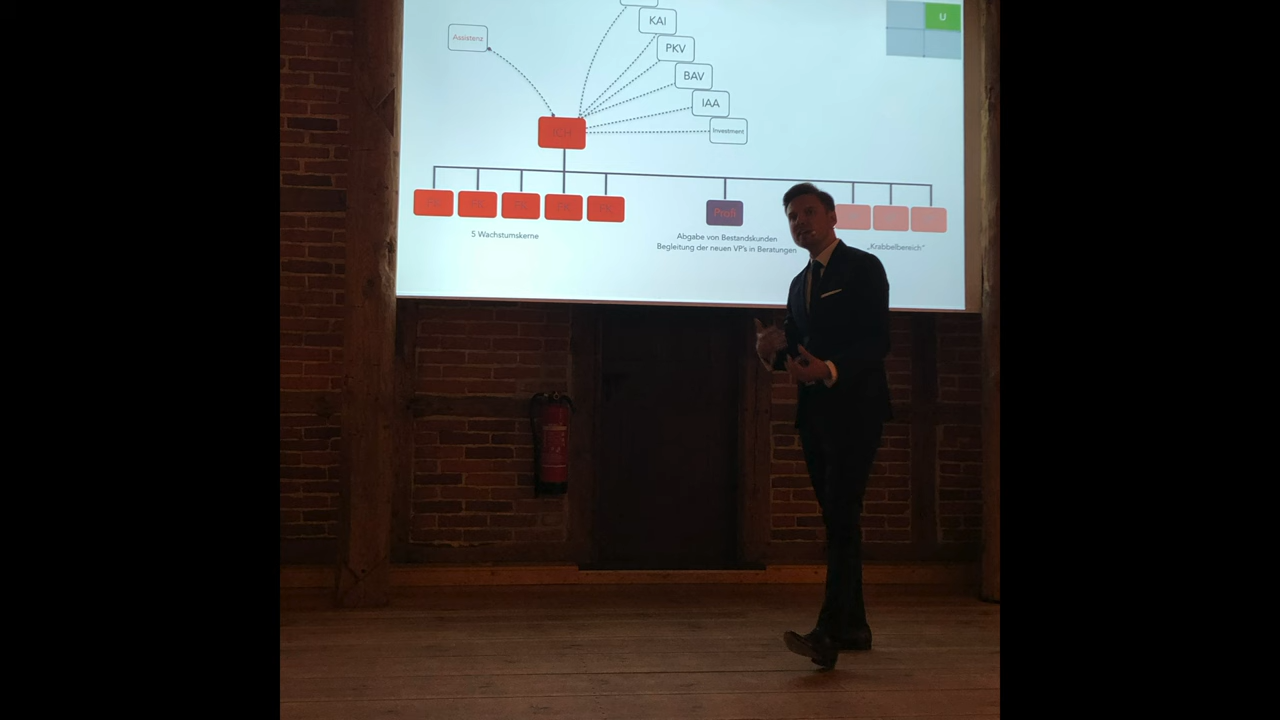 U
KAI
Assistenz
PKV
BAV
IAA
Investment
ICH
Profi
5 Wachstumskerne
Abgabe von Bestandskunden
Begleitung der neuen VP's in Beratungen
„Krabbelbereich“